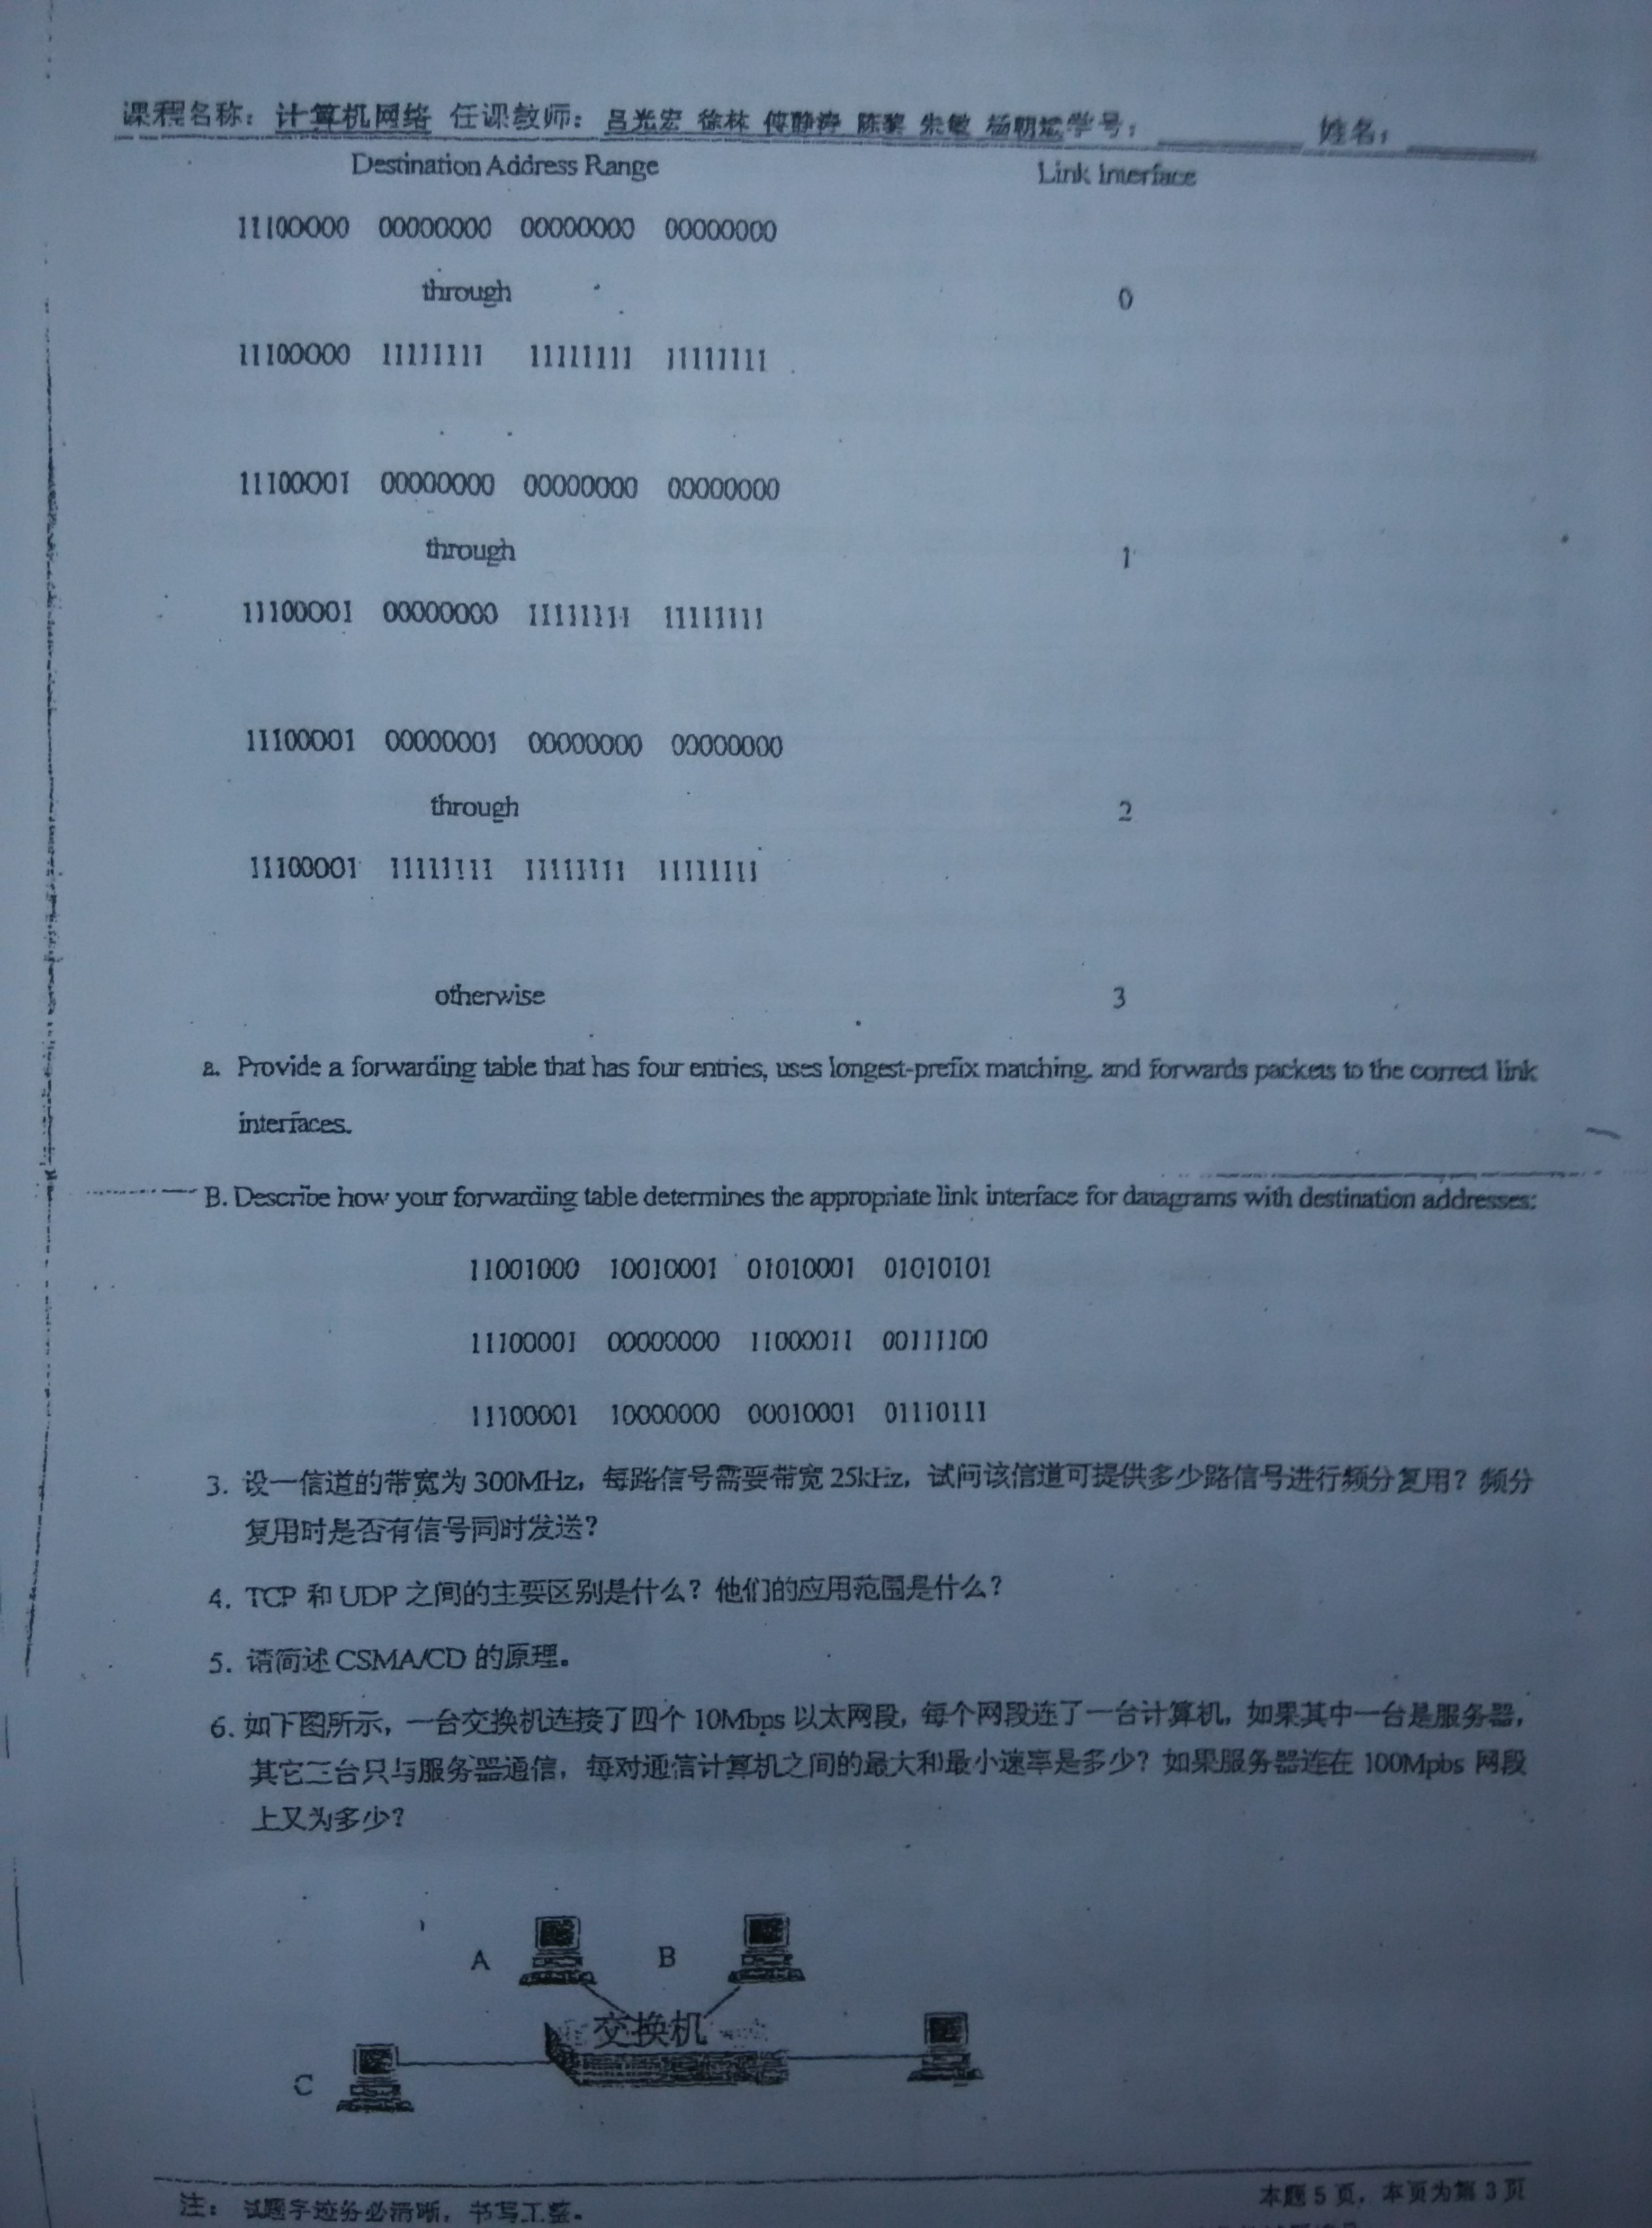 课程名称：计算机网络 任课教师：吕光宏 徐林 傅静涛 陈黎 朱敏 杨朝斌学号： 姓名：
Destination Address Range Link Interface
11100000 00000000 00000000 00000000
through 0
11100000 11111111 11111111 11111111
11100001 00000000 00000000 00000000
through 1
11100001 00000000 11111111 11111111
11100001 00000001 00000000 00000000
through 2
11100001 11111111 11111111 11111111
otherwise 3
a. Provide a forwarding table that has four entries, uses longest-prefix matching, and forwards packets to the correct link
interfaces.
B. Describe how your forwarding table determines the appropriate link interface for datagrams with destination addresses:
11001000 10010001 01010001 01010101
11100001 00000000 11000011 00111100
11100001 10000000 00010001 01110111
3. 设一信道的带宽为 300MHz，每路信号需要带宽 25kHz，试问该信道可提供多少路信号进行频分复用？频分
复用时是否有信号同时发送？
4. TCP 和 UDP 之间的主要区别是什么？他们的应用范围是什么？
5. 请简述 CSMA/CD 的原理。
6. 如下图所示，一台交换机连接了四个 10Mbps 以太网段，每个网段连了一台计算机，如果其中一台是服务器，
其它三台只与服务器通信，每对通信计算机之间的最大和最小速率是多少？如果服务器连在 100Mpbs 网段
上又为多少？
A B
交换机
C
注： 试题字迹务必清晰，书写工整。 本题 5 页，本页为第 3 页